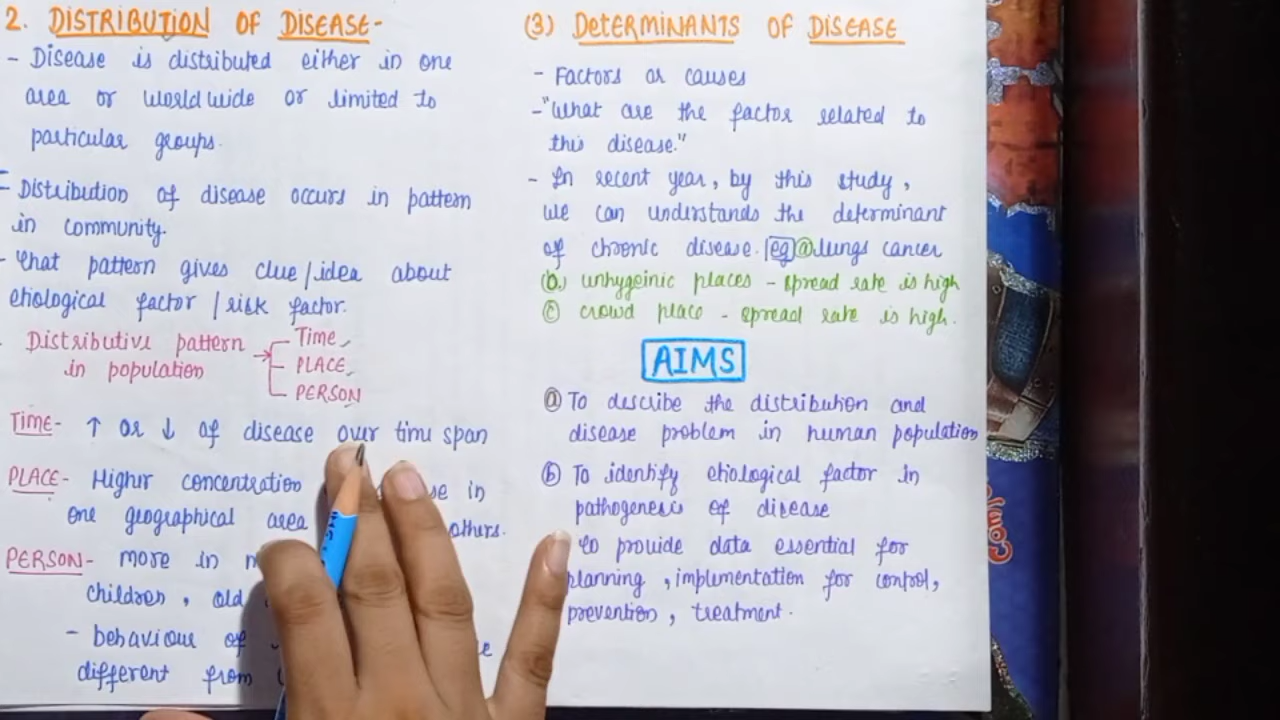 2. DISTRIBUTION OF DISEASE-
- Disease is distributed either in one
area or world wide or limited to
particular groups.
- Distribution of disease occurs in pattern
in community.
- That pattern gives clue/idea about
etiological factor / risk factor.
Distributive pattern
in population
→
- Time
- PLACE
- PERSON
TIME- ↑ or ↓ of disease over time span
PLACE- Higher concentration se in
one geographical area others.
PERSON- more in
children, old
- behaviour of
different from
(3) DETERMINANTS OF DISEASE
- Factors or causes
- "What are the factor related to
this disease."
- In recent year, by this study,
we can understands the determinant
of chronic disease. eg ⓐ lungs cancer
ⓑ unhygeinic places - spread rate is high
ⓒ crowd place - spread rate is high.
AIMS
ⓐ To describe the distribution and
disease problem in human population
ⓑ To identify etiological factor in
pathogenesis of disease
To provide data essential for
planning, implementation for control,
prevention, treatment.